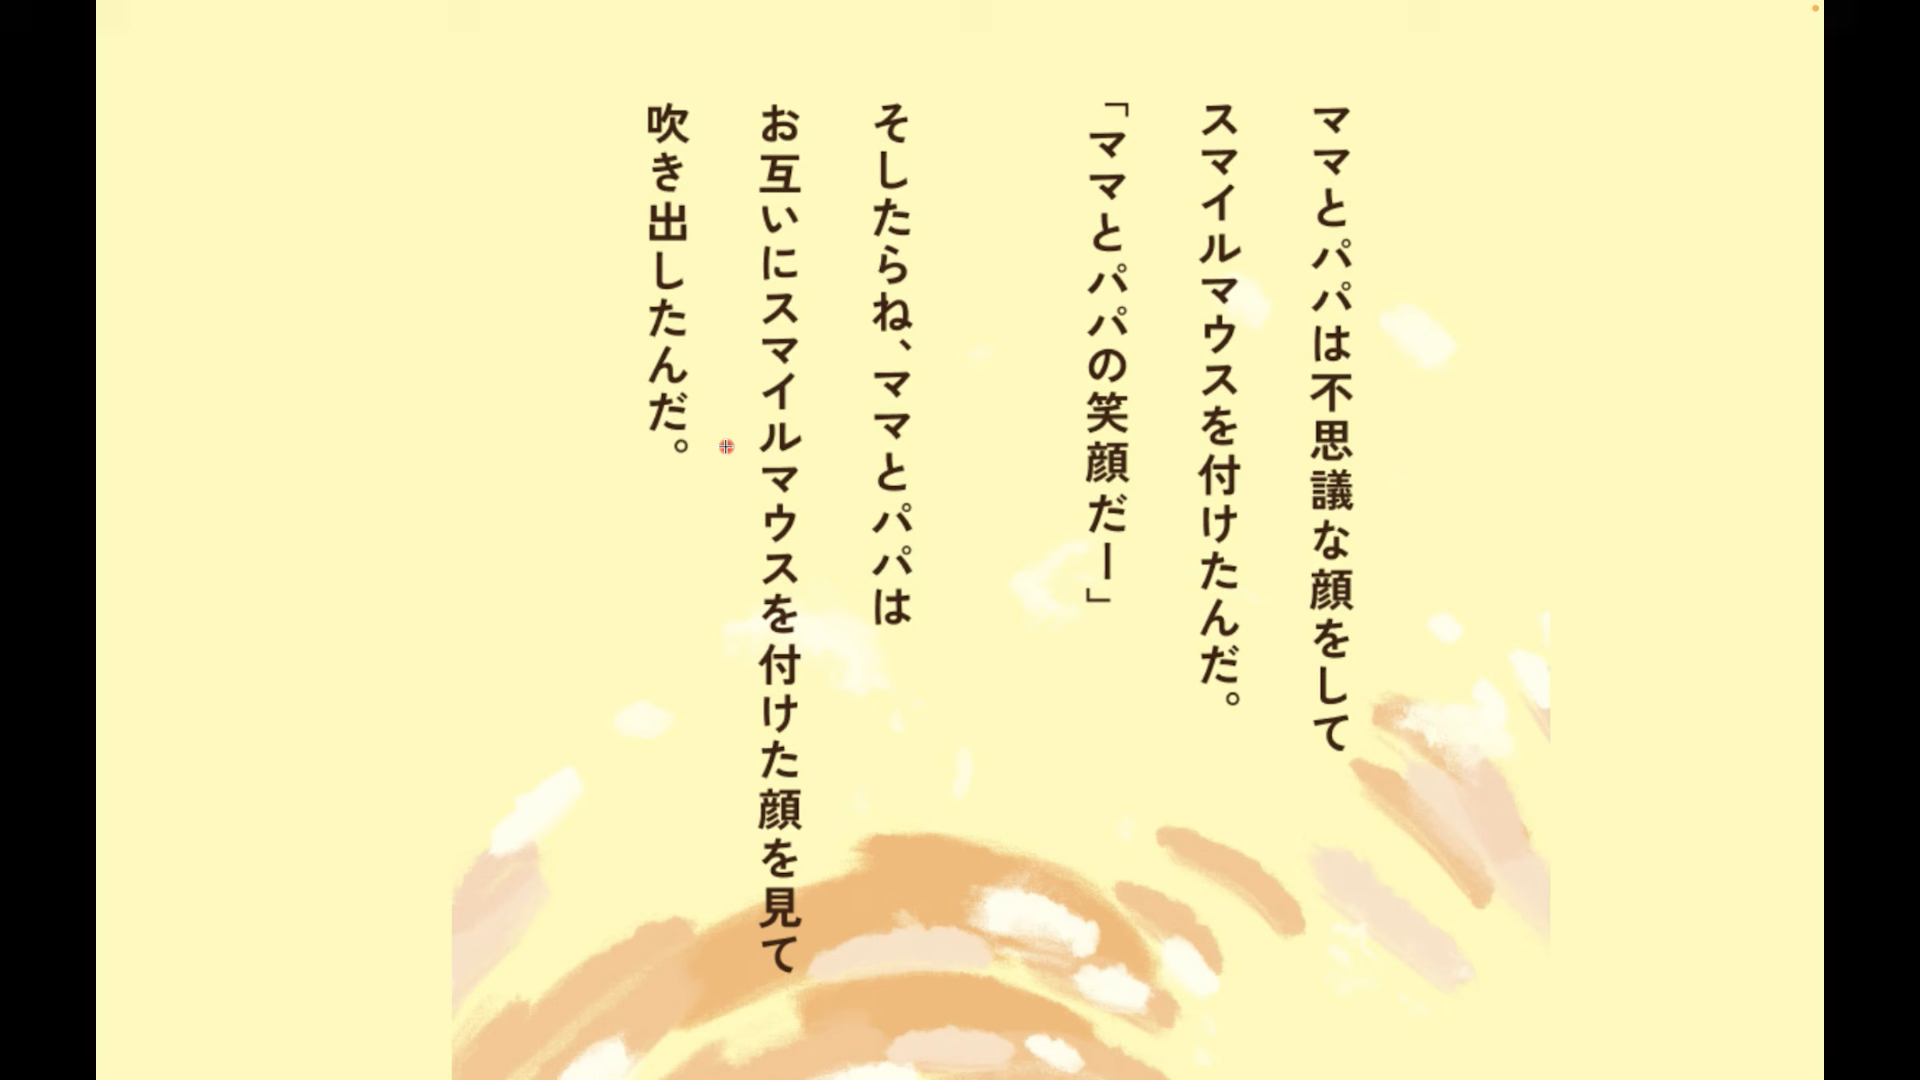 ママとパパは不思議な顔をして
スマイルマウスを付けたんだ。
「ママとパパの笑顔だー」
そしたらね、ママとパパは
お互いにスマイルマウスを付けた顔を見て
吹き出したんだ。